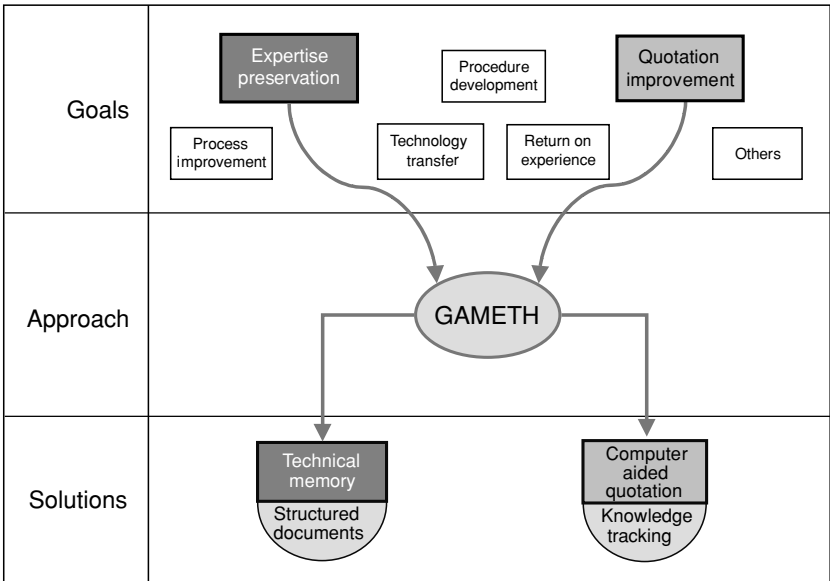 Goals
Expertise
preservation
Procedure
development
Quotation
improvement
Process
improvement
Technology
transfer
Return on
experience
Others
Approach
GAMETH
Solutions
Technical
memory
Structured
documents
Computer
aided
quotation
Knowledge
tracking